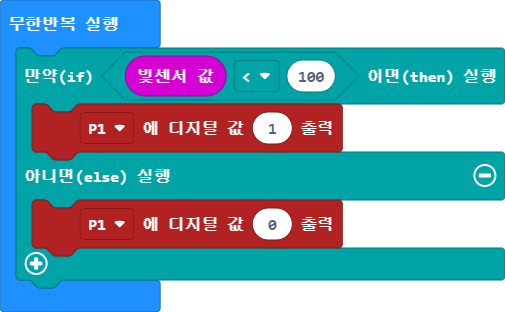 무한반복 실행
만약(if) 빛센서 값 < 100 이면(then) 실행
P1 에 디지털 값 1 출력
아니면(else) 실행
P1 에 디지털 값 0 출력